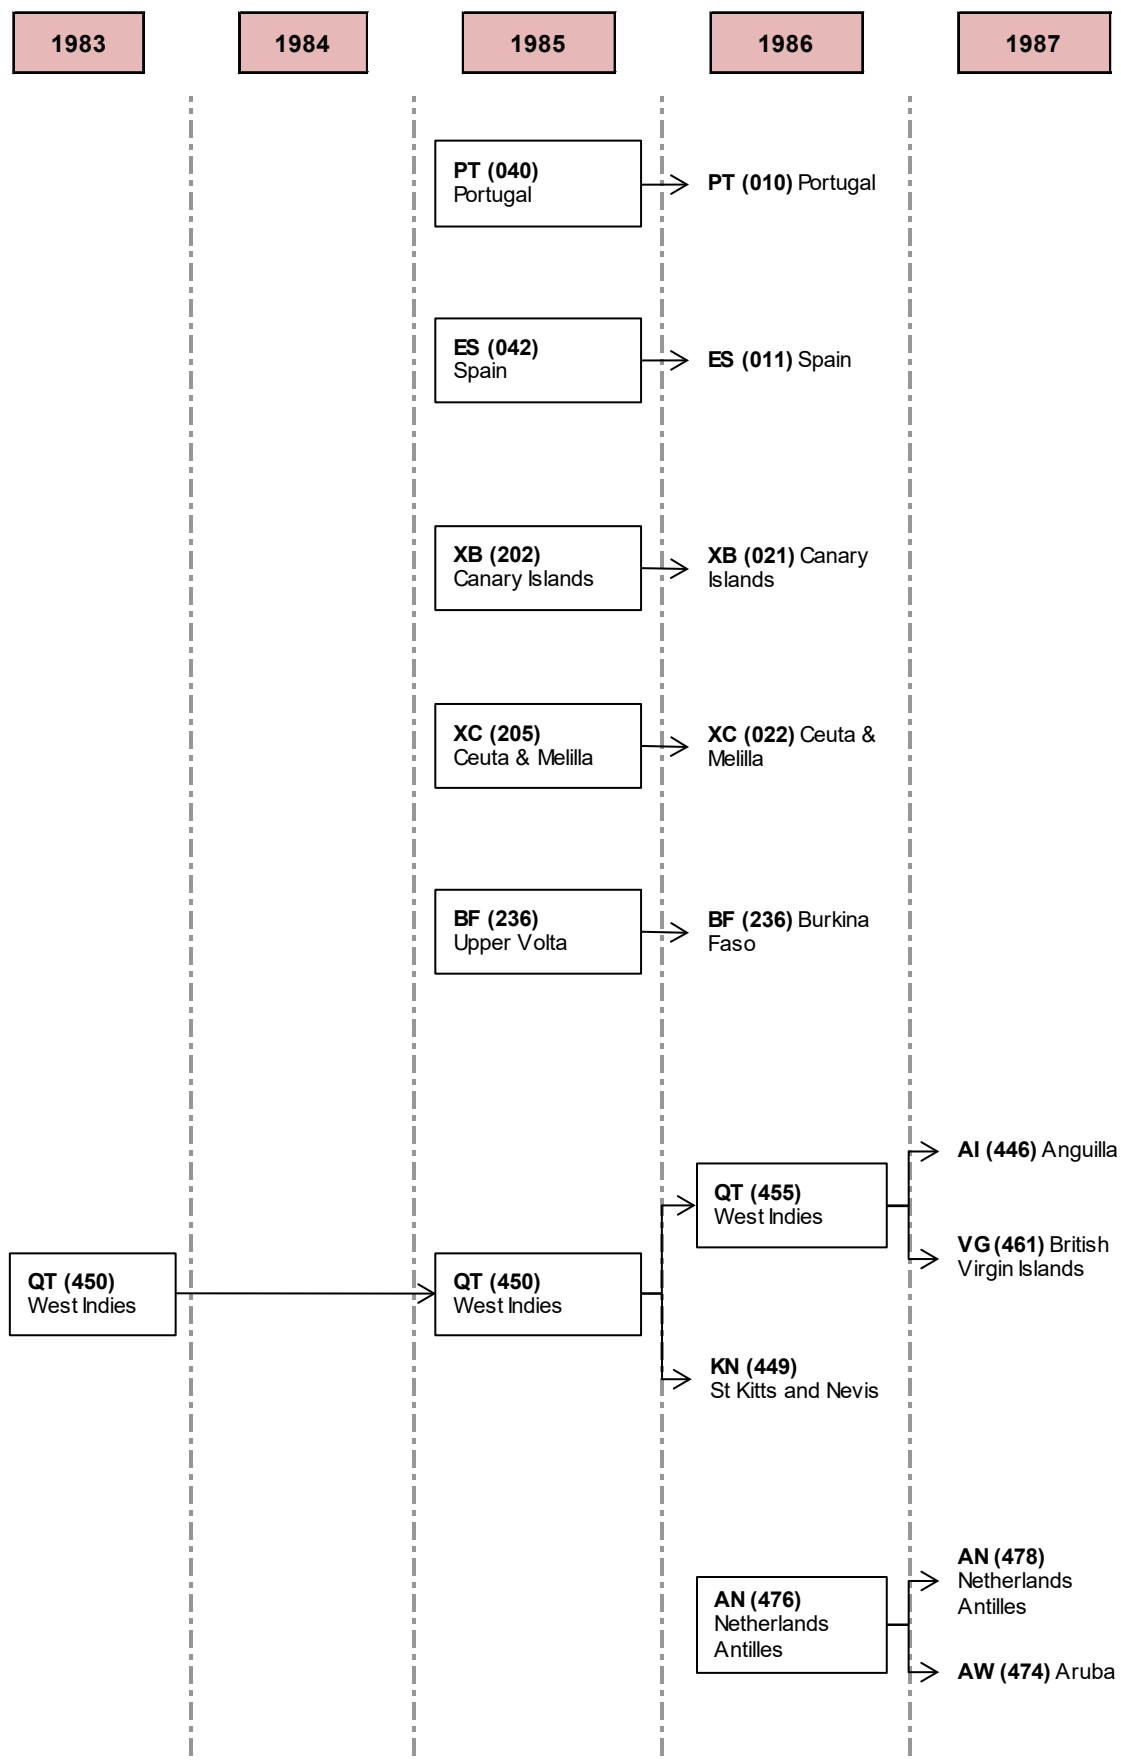 1983
1984
1985
1986
1987
PT (040)
Portugal
PT (010) Portugal
ES (042)
Spain
ES (011) Spain
XB (202)
Canary Islands
XB (021) Canary
Islands
XC (205)
Ceuta & Melilla
XC (022) Ceuta &
Melilla
BF (236)
Upper Volta
BF (236) Burkina
Faso
AI (446) Anguilla
QT (455)
West Indies
VG (461) British
Virgin Islands
QT (450)
West Indies
QT (450)
West Indies
KN (449)
St Kitts and Nevis
AN (478)
Netherlands
Antilles
AN (476)
Netherlands
Antilles
AW (474) Aruba